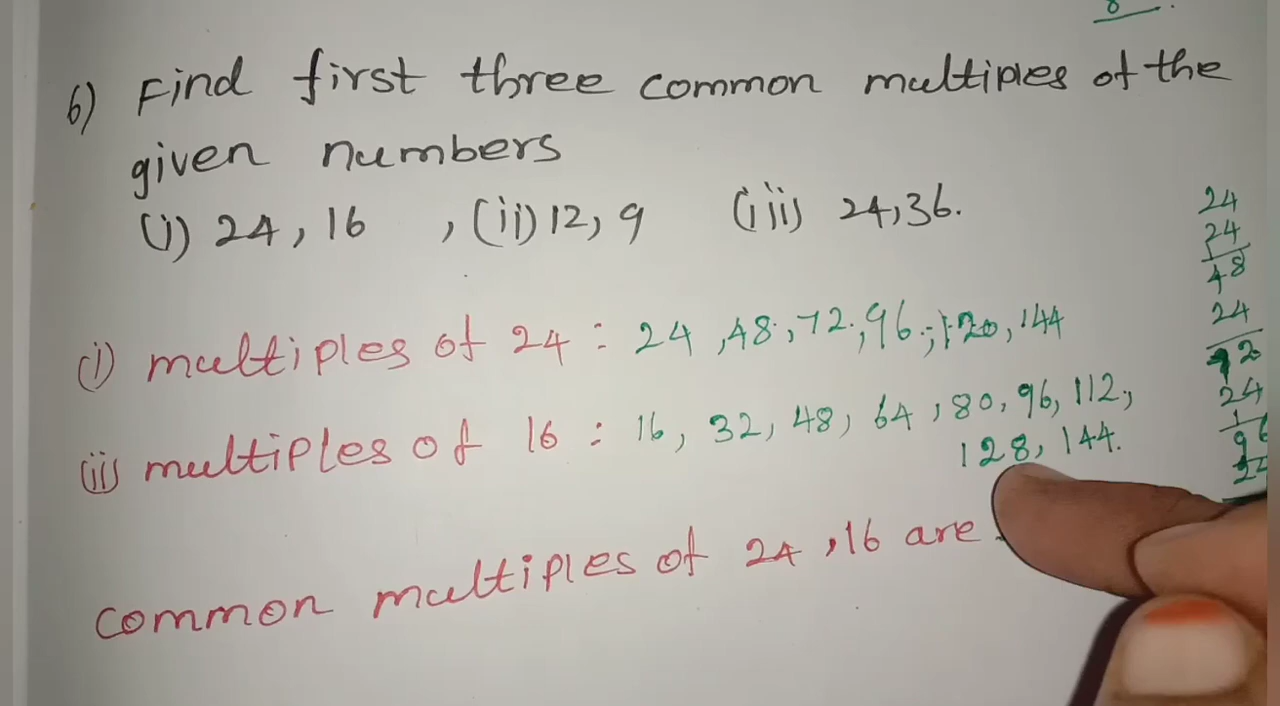 8
6) Find first three common multiples of the
given numbers
(i) 24, 16 , (ii) 12, 9 (iii) 24, 36.
(i) multiples of 24 : 24, 48, 72, 96, 120, 144
(ii) multiples of 16 : 16, 32, 48, 64, 80, 96, 112,
128, 144.
common multiples of 24, 16 are
24
24
48
24
72
24
1
96